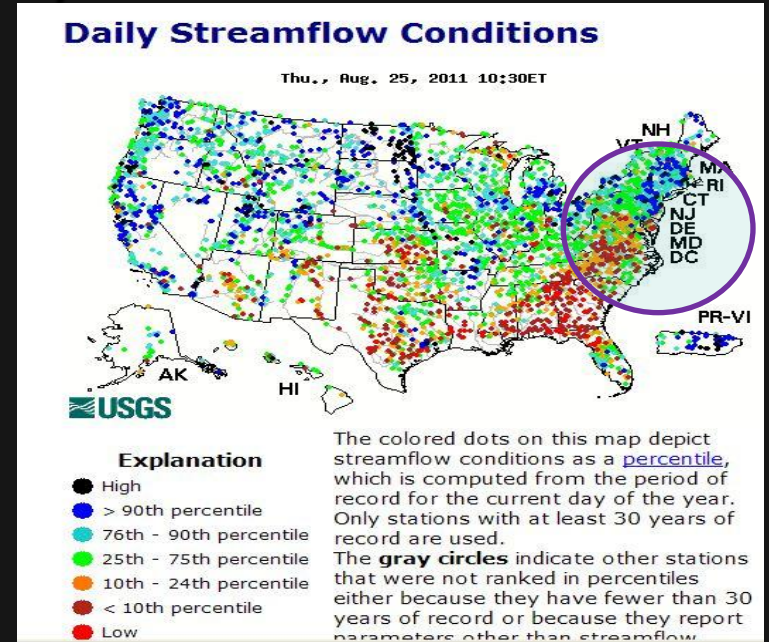 Daily Streamflow Conditions
Thu., Aug. 25, 2011 10:30ET
NH
VT
MA
RI
CT
NJ
DE
MD
DC
PR-VI
AK
HI
USGS
Explanation
High
> 90th percentile
76th - 90th percentile
25th - 75th percentile
10th - 24th percentile
< 10th percentile
Low
The colored dots on this map depict
streamflow conditions as a percentile,
which is computed from the period of
record for the current day of the year.
Only stations with at least 30 years of
record are used.
The gray circles indicate other stations
that were not ranked in percentiles
either because they have fewer than 30
years of record or because they report
parameters other than streamflow